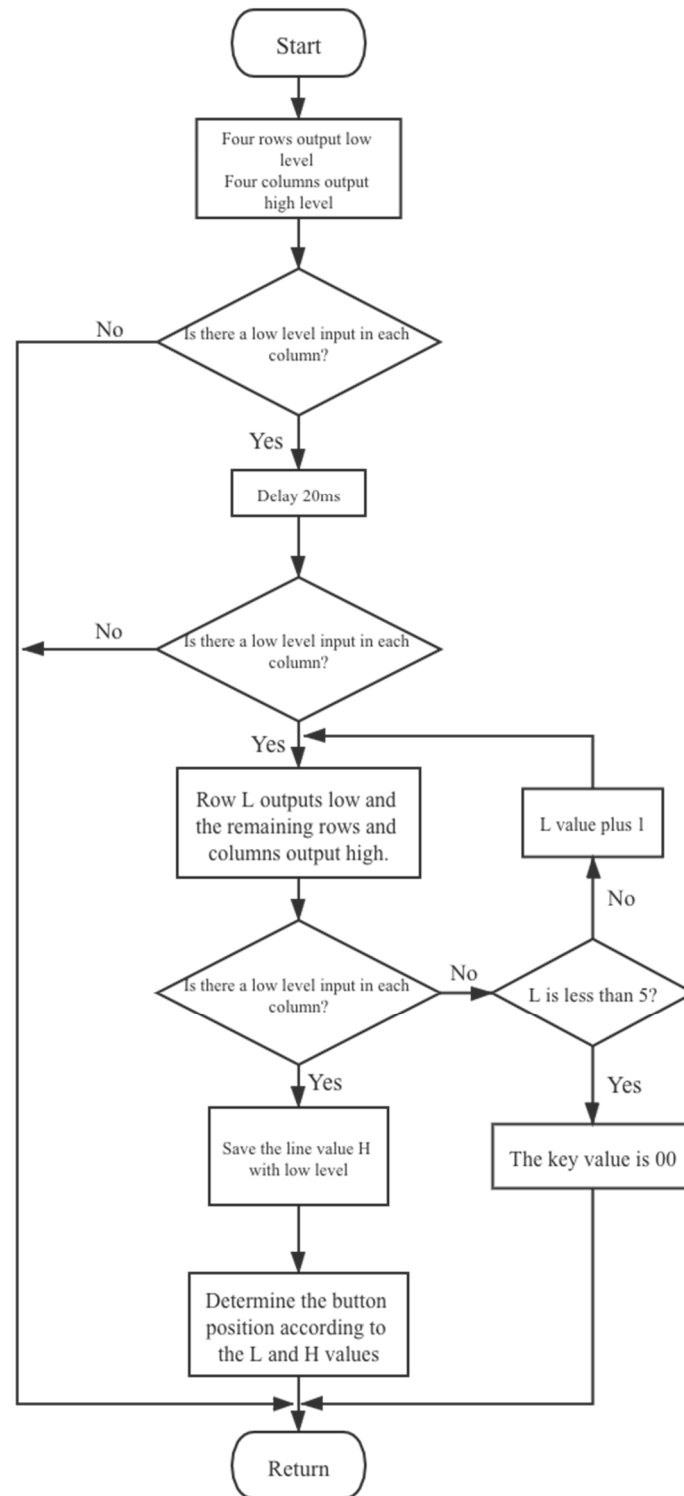 Start
Four rows output low
level
Four columns output
high level
Is there a low level input in each
column?
No
Yes
Delay 20ms
Is there a low level input in each
column?
No
Yes
Row L outputs low and
the remaining rows and
columns output high.
L value plus 1
No
Is there a low level input in each
column?
No
L is less than 5?
Yes
Yes
Save the line value H
with low level
The key value is 00
Determine the button
position according to
the L and H values
Return